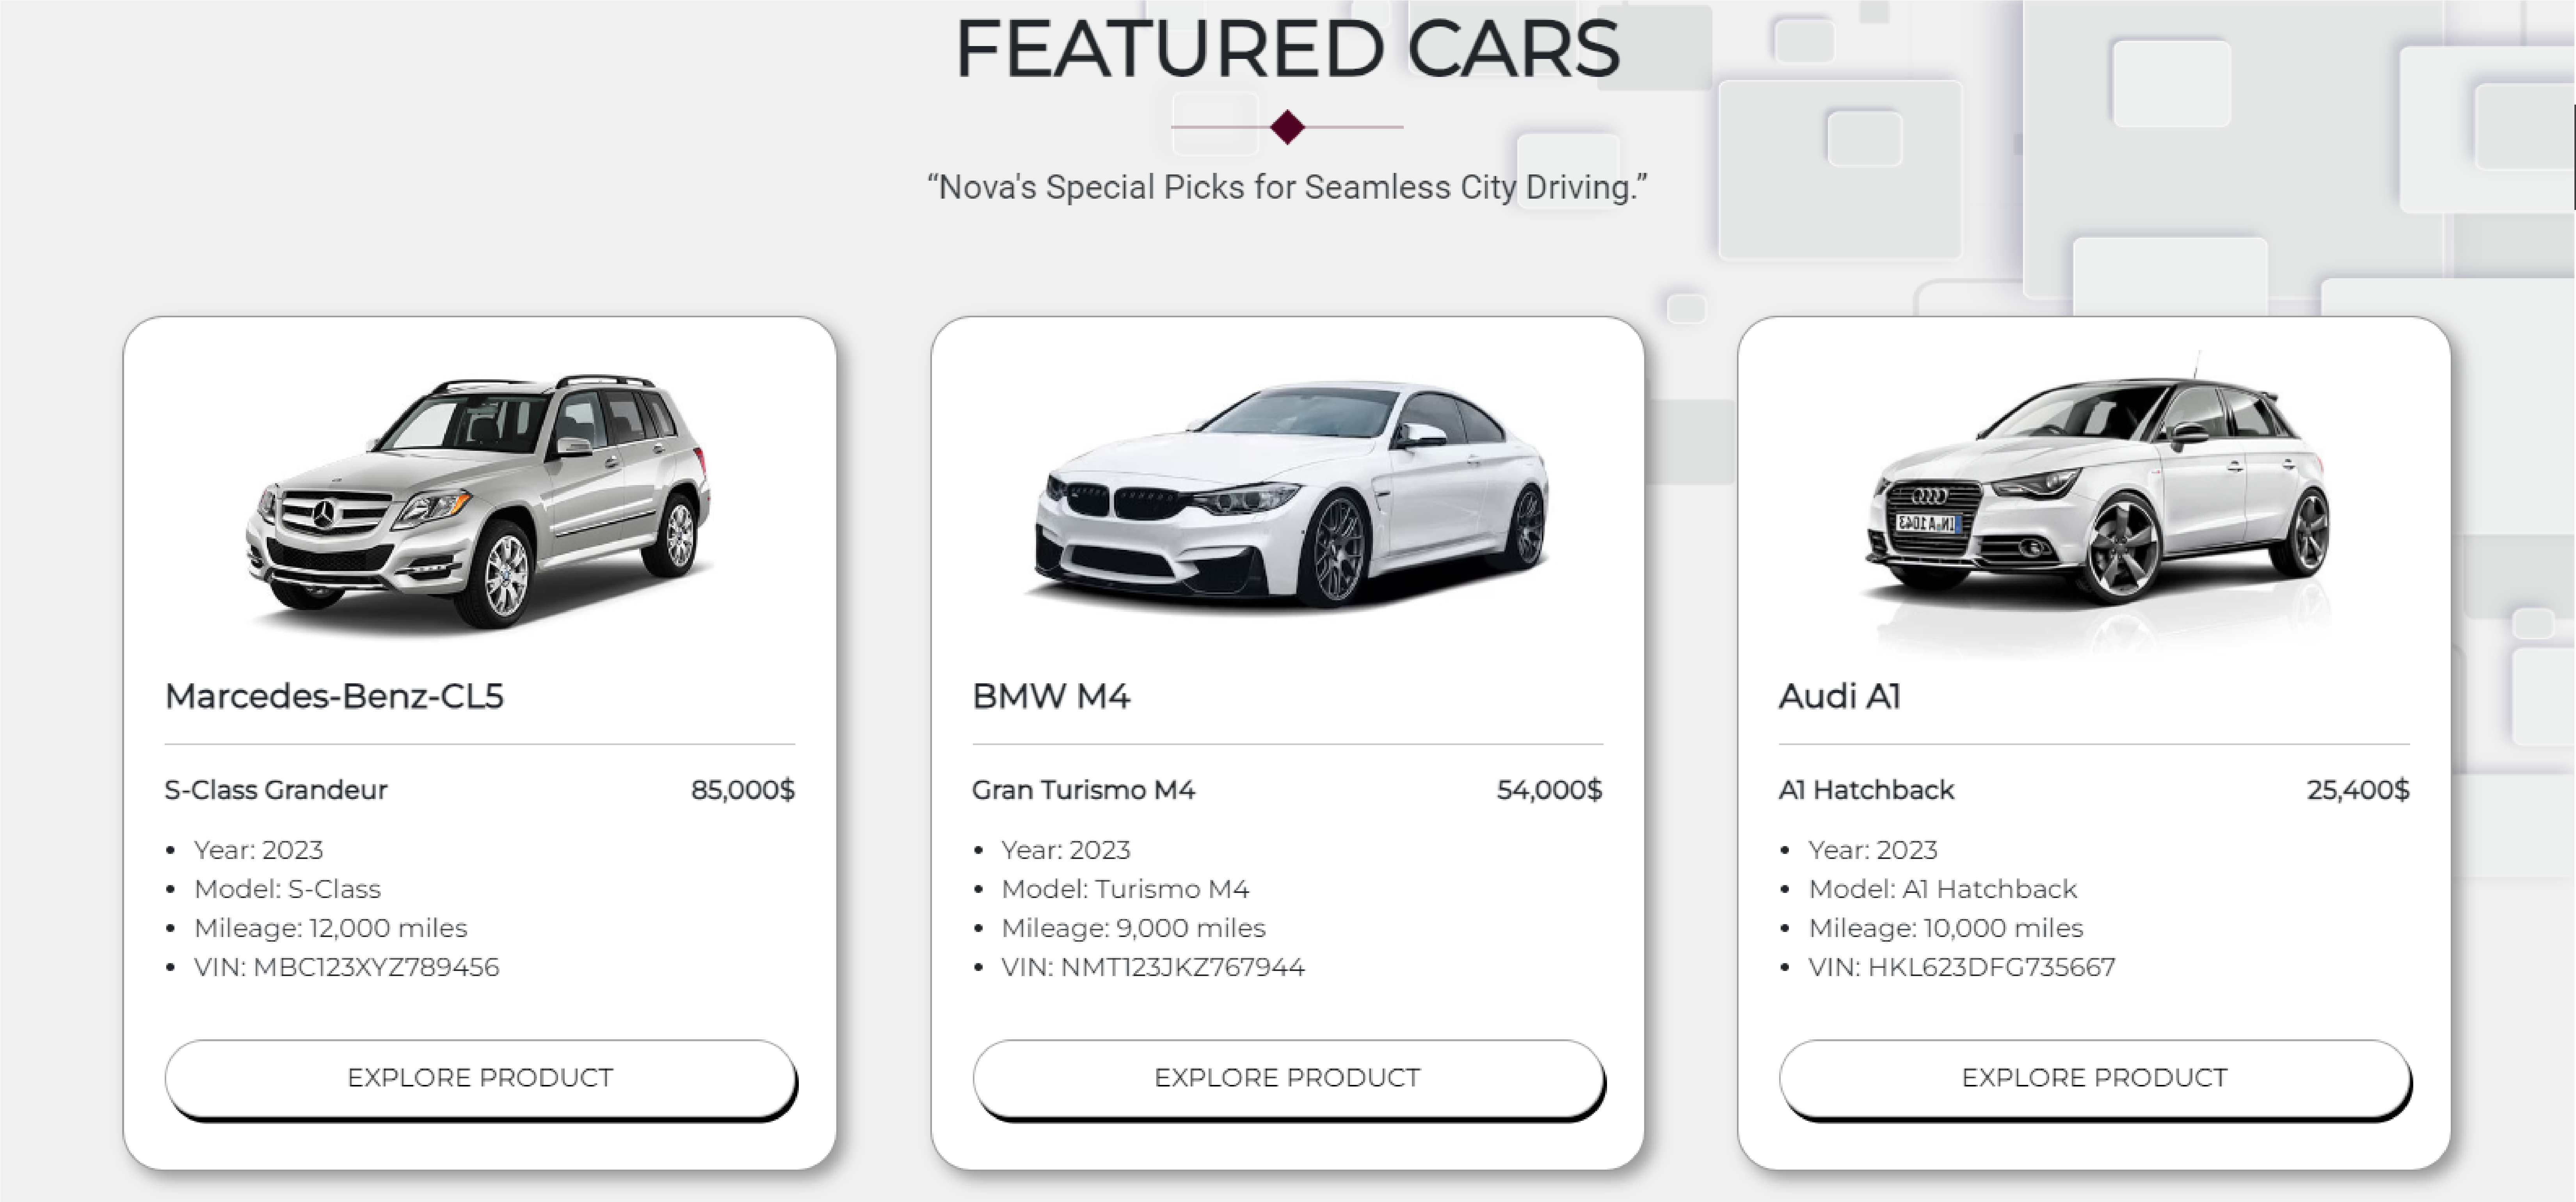 FEATURED CARS
“Nova's Special Picks for Seamless City Driving.”
Marcedes-Benz-CL5
S-Class Grandeur 85,000$
• Year: 2023
• Model: S-Class
• Mileage: 12,000 miles
• VIN: MBC123XYZ789456
EXPLORE PRODUCT
BMW M4
Gran Turismo M4 54,000$
• Year: 2023
• Model: Turismo M4
• Mileage: 9,000 miles
• VIN: NMT123JKZ767944
EXPLORE PRODUCT
Audi A1
A1 Hatchback 25,400$
• Year: 2023
• Model: A1 Hatchback
• Mileage: 10,000 miles
• VIN: HKL623DFG735667
EXPLORE PRODUCT